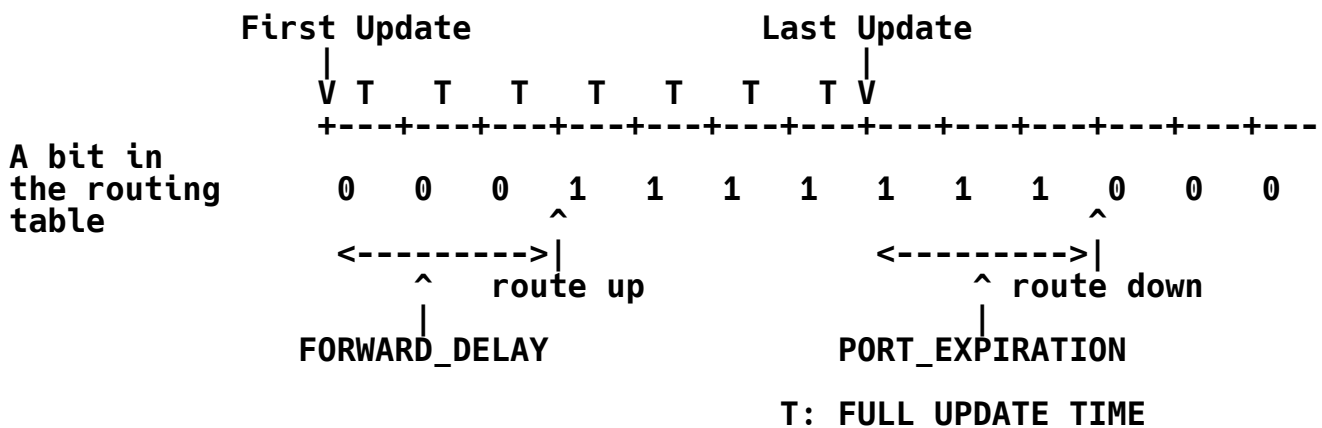 First Update                   Last Update
|                                  |
V T    T    T    T    T    T    T V
+---+---+---+---+---+---+---+---+---+---+---+---+---
A bit in
the routing       0    0    0    1    1    1    1    1    1    1    0    0    0
table                              ^                                  ^
<--------->|                    <--------->|
^    route up                     ^ route down
|                                   |
FORWARD_DELAY                  PORT_EXPIRATION
T: FULL UPDATE TIME